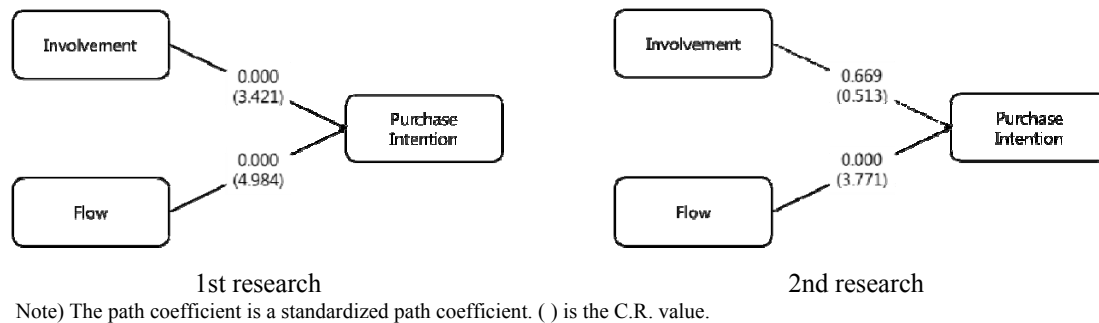 Involvement
0.000
(3.421)
Purchase
Intention
0.000
(4.984)
Flow
1st research
Involvement
0.669
(0.513)
Purchase
Intention
0.000
(3.771)
Flow
2nd research
Note) The path coefficient is a standardized path coefficient. ( ) is the C.R. value.